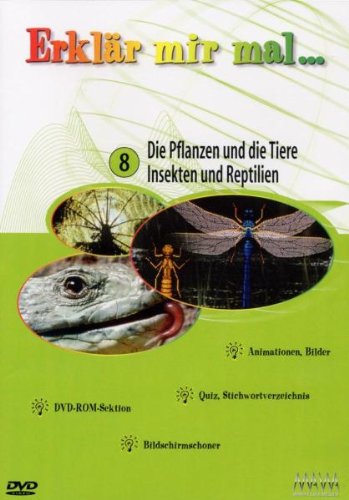 Erklär mir mal...
8
Die Pflanzen und die Tiere
Insekten und Reptilien
Animationen, Bilder
Quiz, Stichwortverzeichnis
DVD-ROM-Sektion
Bildschirmschoner
DVD